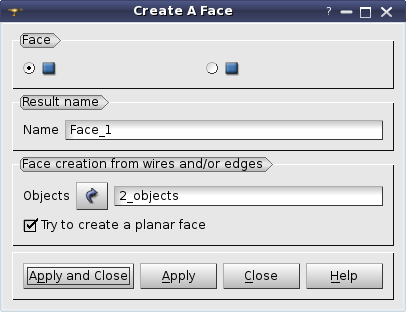 Create A Face
Face
Result name
Name Face_1
Face creation from wires and/or edges
Objects 2_objects
Try to create a planar face
Apply and Close Apply Close Help